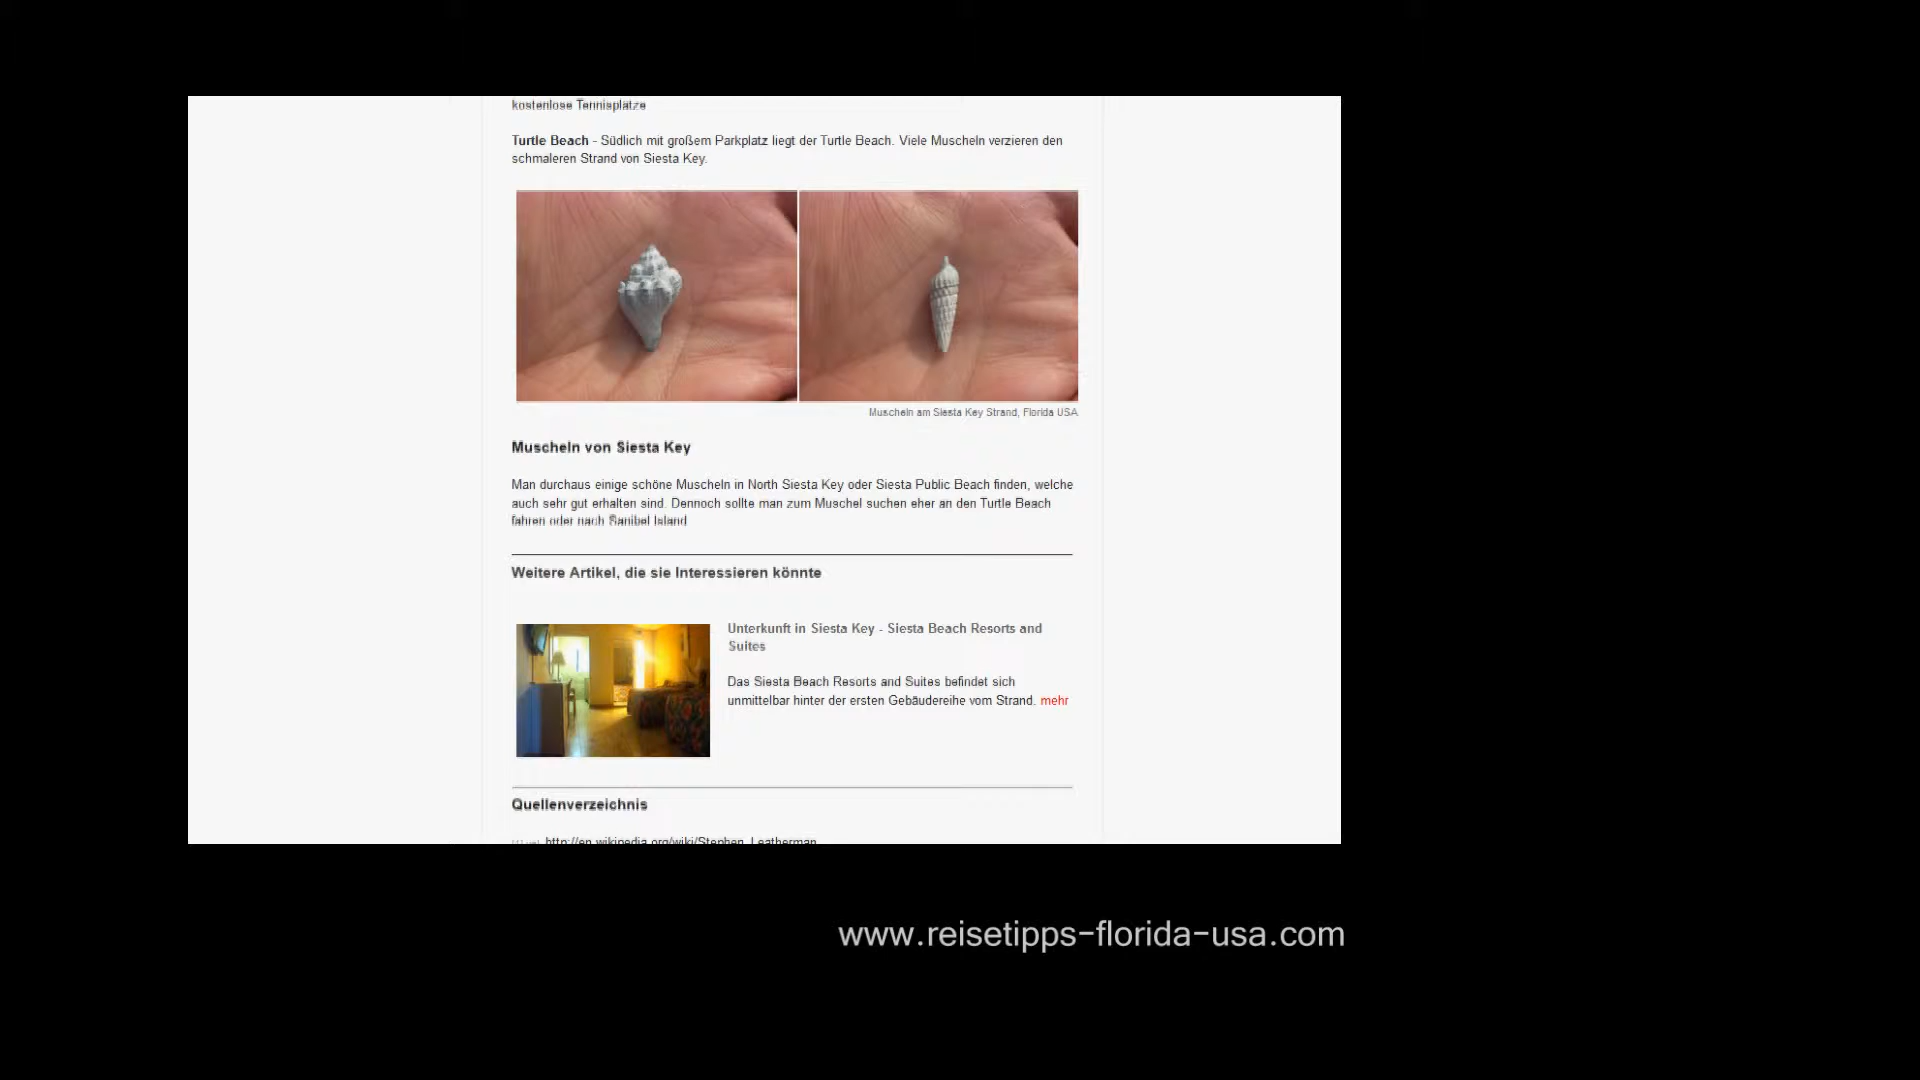 kostenlose Tennisplätze
Turtle Beach - Südlich mit großem Parkplatz liegt der Turtle Beach. Viele Muscheln verzieren den
schmaleren Strand von Siesta Key.
Muscheln am Siesta Key Strand, Florida USA
Muscheln von Siesta Key
Man durchaus einige schöne Muscheln in North Siesta Key oder Siesta Public Beach finden, welche
auch sehr gut erhalten sind. Dennoch sollte man zum Muschel suchen eher an den Turtle Beach
fahren oder nach Sanibel Island
Weitere Artikel, die sie Interessieren könnte
Unterkunft in Siesta Key - Siesta Beach Resorts and
Suites
Das Siesta Beach Resorts and Suites befindet sich
unmittelbar hinter der ersten Gebäudereihe vom Strand. mehr
Quellenverzeichnis
http://en.wikipedia.org/wiki/Stephen_Leatherman
www.reisetipps-florida-usa.com